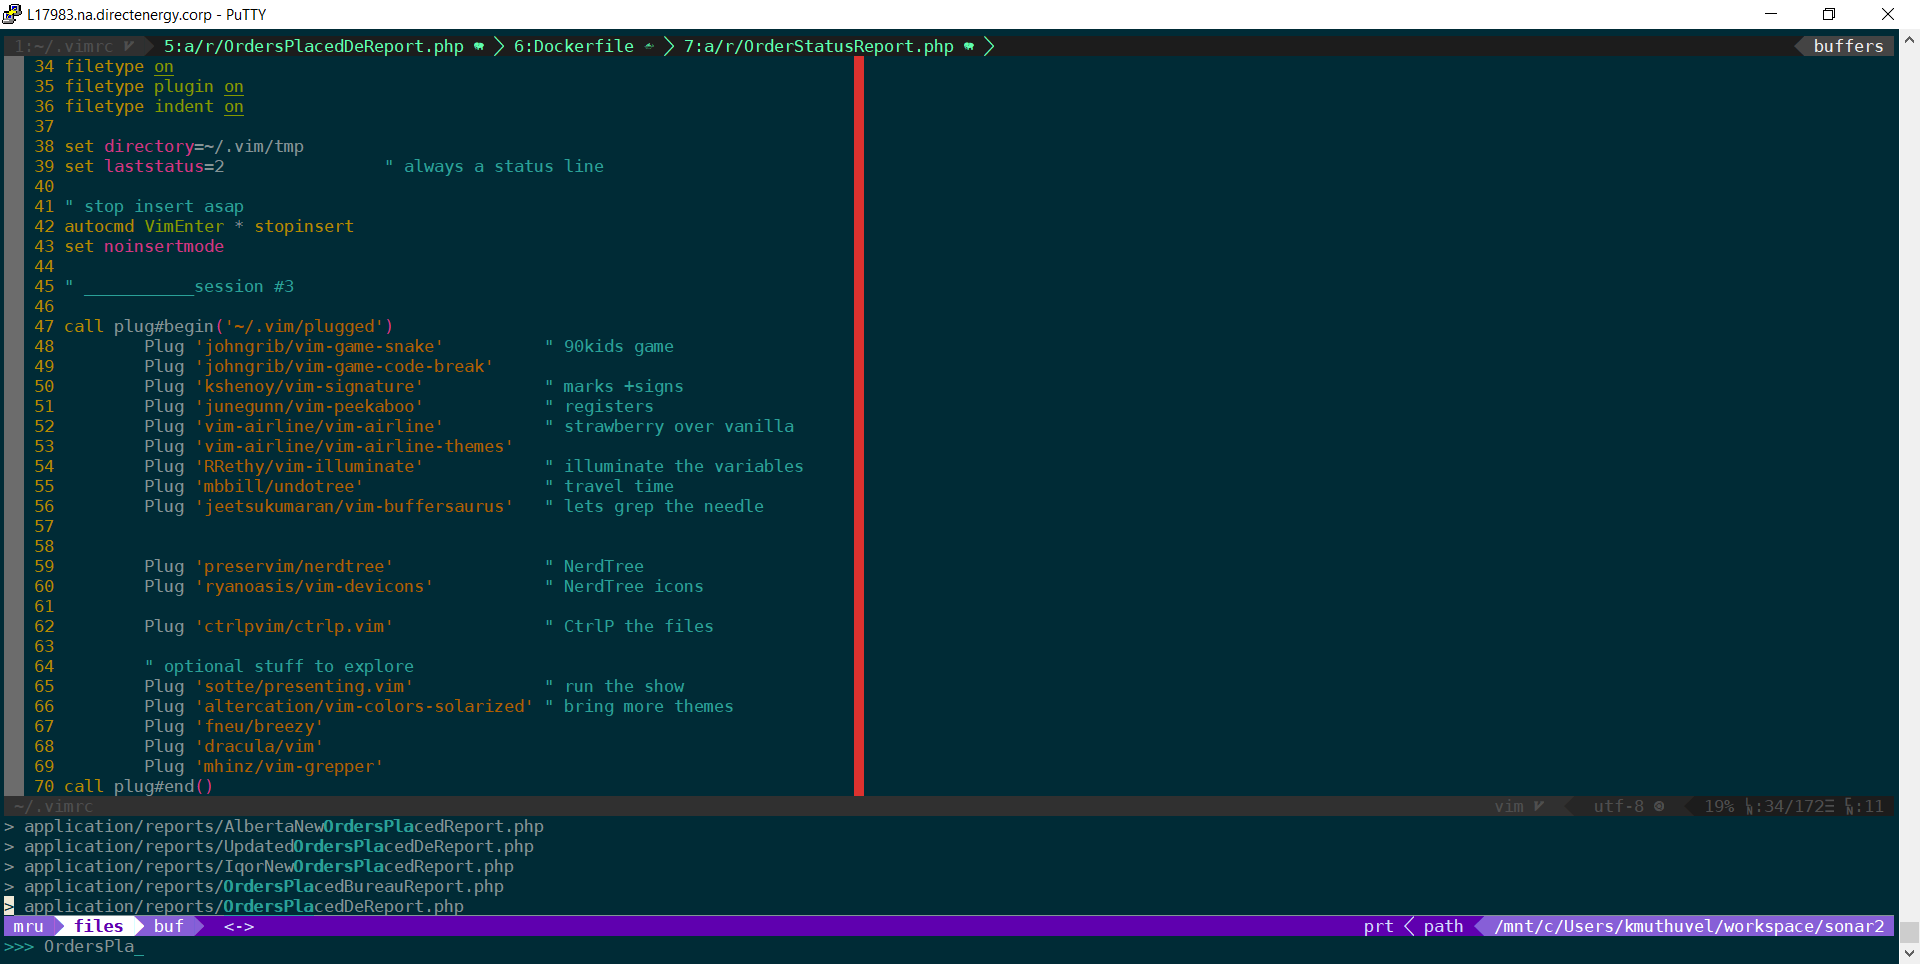 L17983.na.directenergy.corp - PuTTY
1:~/.vimrc 5:a/r/OrdersPlacedDeReport.php 6:Dockerfile 7:a/r/OrderStatusReport.php buffers
34 filetype on
35 filetype plugin on
36 filetype indent on
37
38 set directory=~/.vim/tmp
39 set laststatus=2 " always a status line
40
41 " stop insert asap
42 autocmd VimEnter * stopinsert
43 set noinsertmode
44
45 " ___________session #3
46
47 call plug#begin('~/.vim/plugged')
48 Plug 'johngrib/vim-game-snake' " 90kids game
49 Plug 'johngrib/vim-game-code-break'
50 Plug 'kshenoy/vim-signature' " marks +signs
51 Plug 'junegunn/vim-peekaboo' " registers
52 Plug 'vim-airline/vim-airline' " strawberry over vanilla
53 Plug 'vim-airline/vim-airline-themes'
54 Plug 'RRethy/vim-illuminate' " illuminate the variables
55 Plug 'mbbill/undotree' " travel time
56 Plug 'jeetsukumaran/vim-buffersaurus' " lets grep the needle
57
58
59 Plug 'preservim/nerdtree' " NerdTree
60 Plug 'ryanoasis/vim-devicons' " NerdTree icons
61
62 Plug 'ctrlpvim/ctrlp.vim' " CtrlP the files
63
64 " optional stuff to explore
65 Plug 'sotte/presenting.vim' " run the show
66 Plug 'altercation/vim-colors-solarized' " bring more themes
67 Plug 'fneu/breezy'
68 Plug 'dracula/vim'
69 Plug 'mhinz/vim-grepper'
70 call plug#end()
~/.vimrc vim utf-8 19% :34/172☰ :11
> application/reports/AlbertaNewOrdersPlacedReport.php
> application/reports/UpdatedOrdersPlacedDeReport.php
> application/reports/IqorNewOrdersPlacedReport.php
> application/reports/OrdersPlacedBureauReport.php
> application/reports/OrdersPlacedDeReport.php
mru files buf <-> prt path /mnt/c/Users/kmuthuvel/workspace/sonar2
>>> OrdersPla_